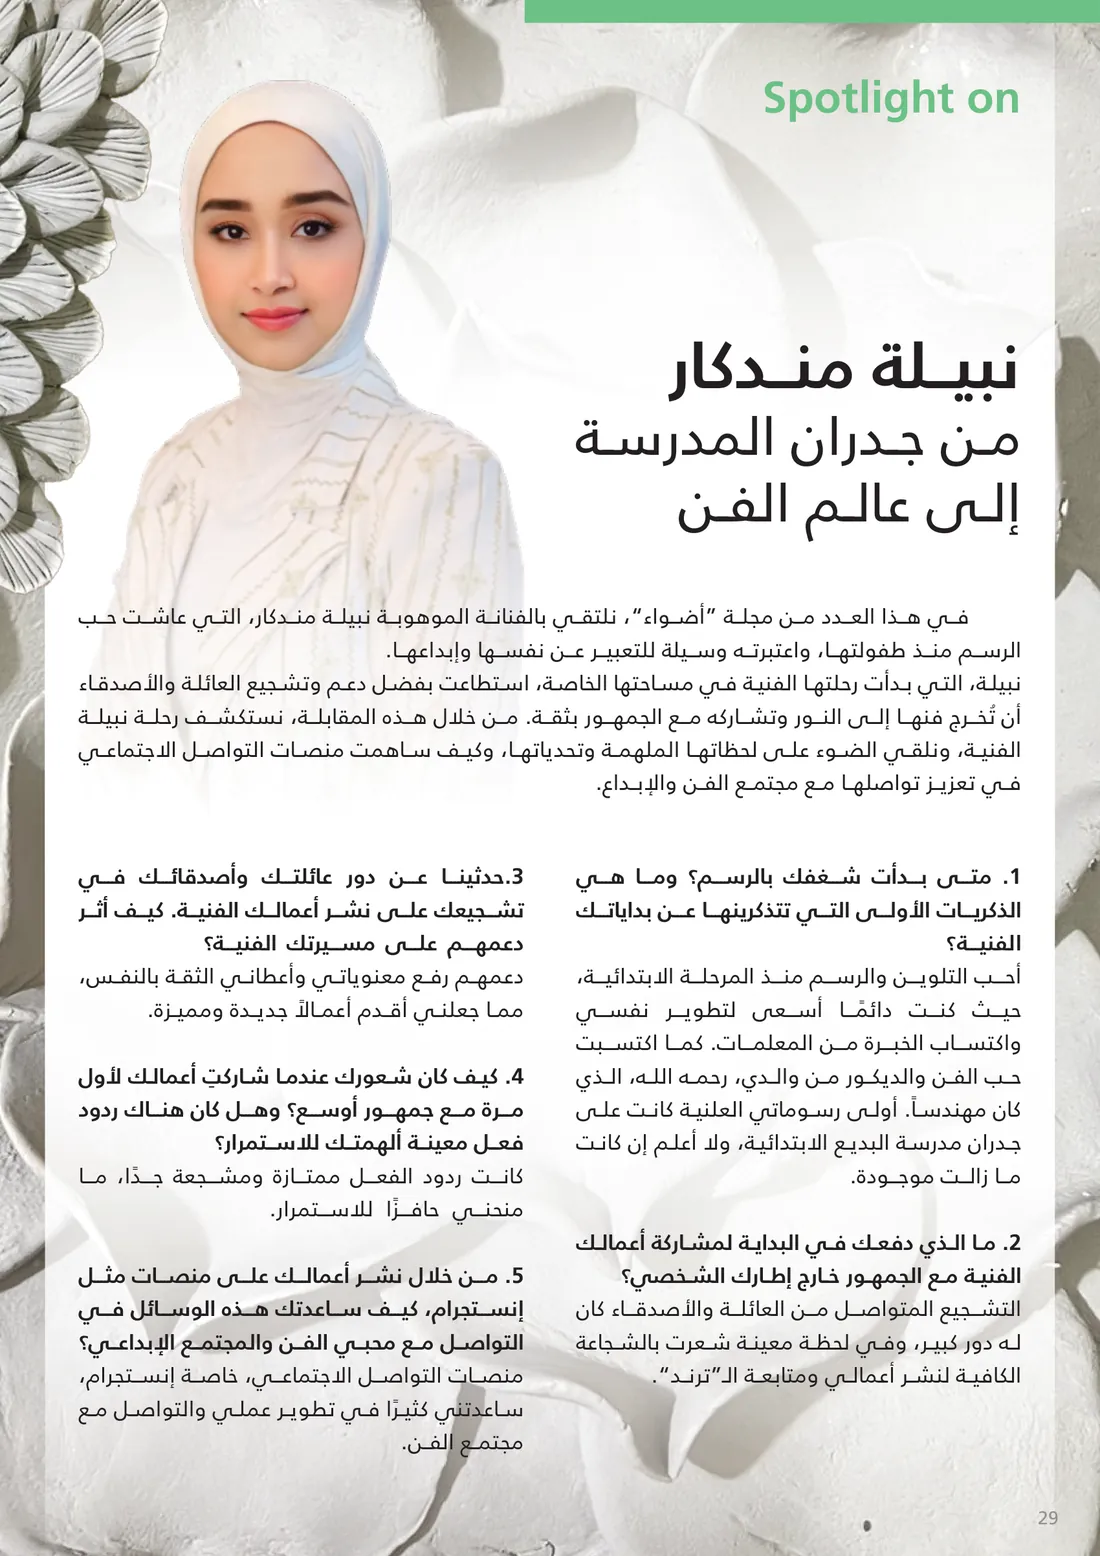 Spotlight on
نبيلة مندكار
من جدران المدرسة
إلى عالم الفن
في هذا العدد من مجلة "أضواء"، نلتقي بالفنانة الموهوبة نبيلة مندكار، التي عاشت حب
الرسم منذ طفولتها، واعتبرته وسيلة للتعبير عن نفسها وإبداعها.
نبيلة، التي بدأت رحلتها الفنية في مساحتها الخاصة، استطاعت بفضل دعم وتشجيع العائلة والأصدقاء
أن تُخرج فنها إلى النور وتشاركه مع الجمهور بثقة. من خلال هذه المقابلة، نستكشف رحلة نبيلة
الفنية، ونلقي الضوء على لحظاتها الملهمة وتحدياتها، وكيف ساهمت منصات التواصل الاجتماعي
في تعزيز تواصلها مع مجتمع الفن والإبداع.
1. متى بدأت شغفك بالرسم؟ وما هي
الذكريات الأولى التي تتذكرينها عن بداياتك
الفنية؟
أحب التلوين والرسم منذ المرحلة الابتدائية،
حيث كنت دائمًا أسعى لتطوير نفسي
واكتساب الخبرة من المعلمات. كما اكتسبت
حب الفن والديكور من والدي، رحمه الله، الذي
كان مهندساً. أولى رسوماتي العلنية كانت على
جدران مدرسة البديع الابتدائية، ولا أعلم إن كانت
ما زالت موجودة.
2. ما الذي دفعك في البداية لمشاركة أعمالك
الفنية مع الجمهور خارج إطارك الشخصي؟
التشجيع المتواصل من العائلة والأصدقاء كان
له دور كبير، وفي لحظة معينة شعرت بالشجاعة
الكافية لنشر أعمالي ومتابعة الـ"ترند".
3.حدثينا عن دور عائلتك وأصدقائك في
تشجيعك على نشر أعمالك الفنية. كيف أثر
دعمهم على مسيرتك الفنية؟
دعمهم رفع معنوياتي وأعطاني الثقة بالنفس،
مما جعلني أقدم أعمالاً جديدة ومميزة.
4. كيف كان شعورك عندما شاركتِ أعمالك لأول
مرة مع جمهور أوسع؟ وهل كان هناك ردود
فعل معينة ألهمتك للاستمرار؟
كانت ردود الفعل ممتازة ومشجعة جدًا، ما
منحني حافزًا للاستمرار.
5. من خلال نشر أعمالك على منصات مثل
إنستجرام، كيف ساعدتك هذه الوسائل في
التواصل مع محبي الفن والمجتمع الإبداعي؟
منصات التواصل الاجتماعي، خاصة إنستجرام،
ساعدتني كثيرًا في تطوير عملي والتواصل مع
مجتمع الفن.
29